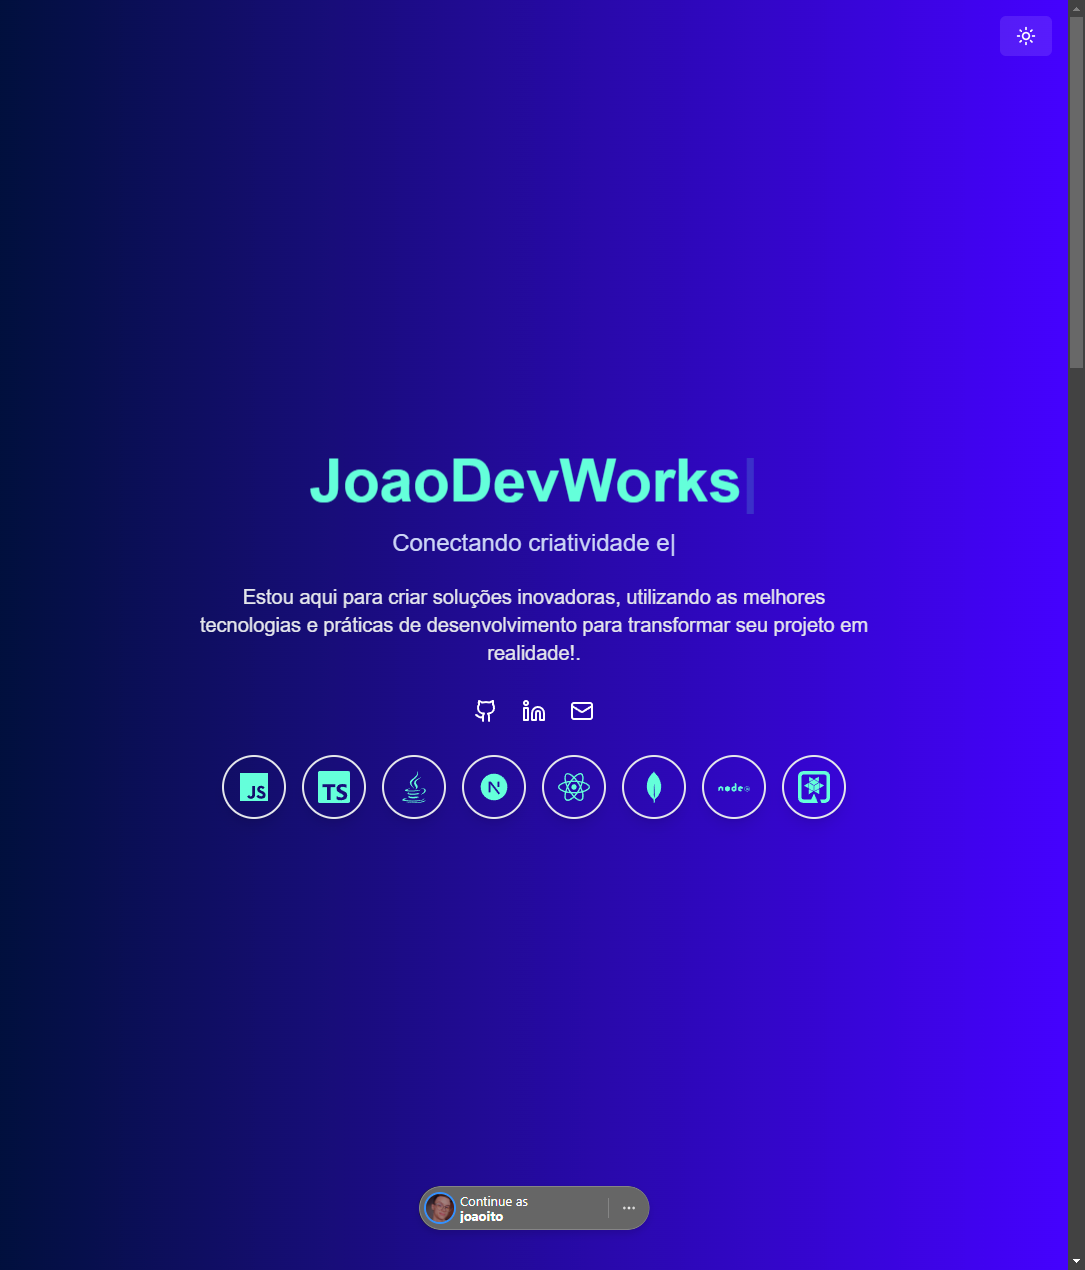 JoaoDevWorks|
Conectando criatividade e|
Estou aqui para criar soluções inovadoras, utilizando as melhores
tecnologias e práticas de desenvolvimento para transformar seu projeto em
realidade!.
JS
TS
N
node
Continue as
joaoito